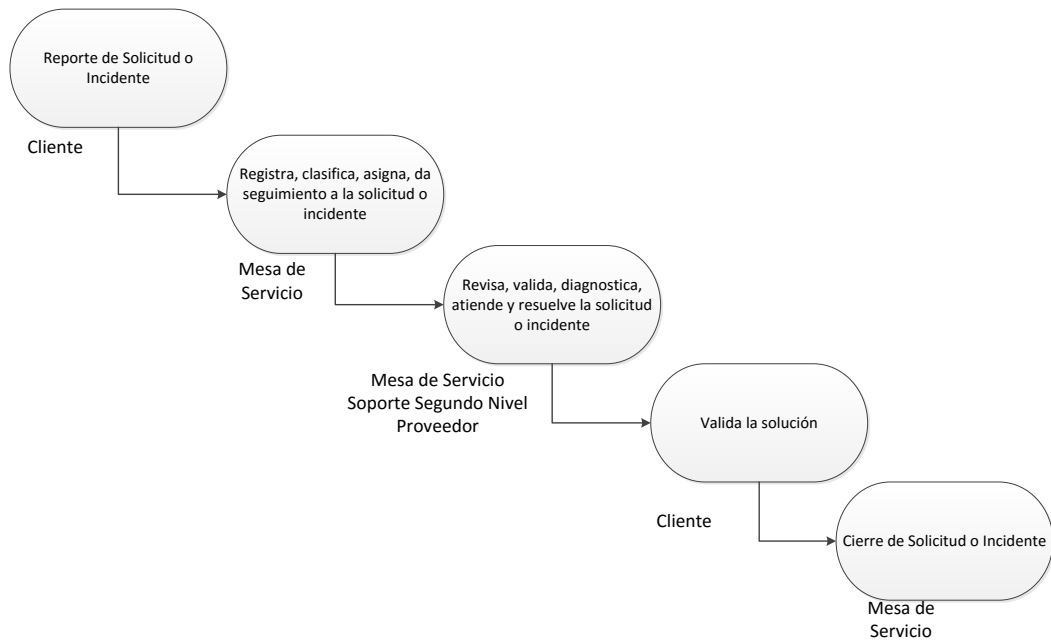 Reporte de Solicitud o
Incidente
Cliente
Registra, clasifica, asigna, da
seguimiento a la solicitud o
incidente
Mesa de
Servicio
Revisa, valida, diagnostica,
atiende y resuelve la solicitud
o incidente
Mesa de Servicio
Soporte Segundo Nivel
Proveedor
Valida la solución
Cliente
Cierre de Solicitud o Incidente
Mesa de
Servicio